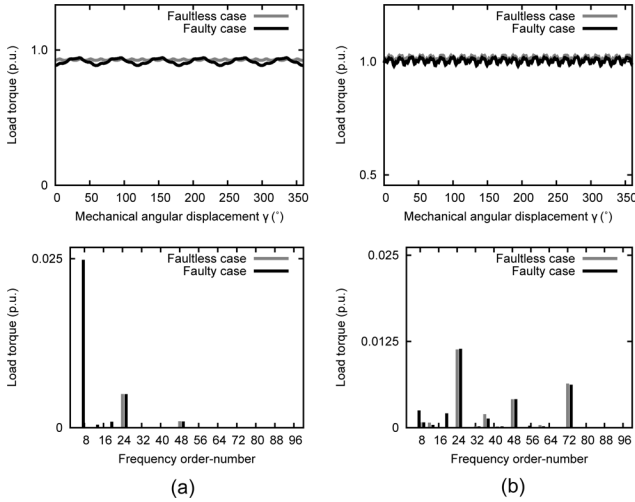 Faultless case
Faulty case
1.0
0
Load torque (p.u.)
0 50 100 150 200 250 300 350
Mechanical angular displacement γ (°)
Faultless case
Faulty case
1.0
0.5
Load torque (p.u.)
0 50 100 150 200 250 300 350
Mechanical angular displacement γ (°)
Faultless case
Faulty case
0.025
0
Load torque (p.u.)
8 16 24 32 40 48 56 64 72 80 88 96
Frequency order-number
(a)
Faultless case
Faulty case
0.025
0.0125
0
Load torque (p.u.)
8 16 24 32 40 48 56 64 72 80 88 96
Frequency order-number
(b)